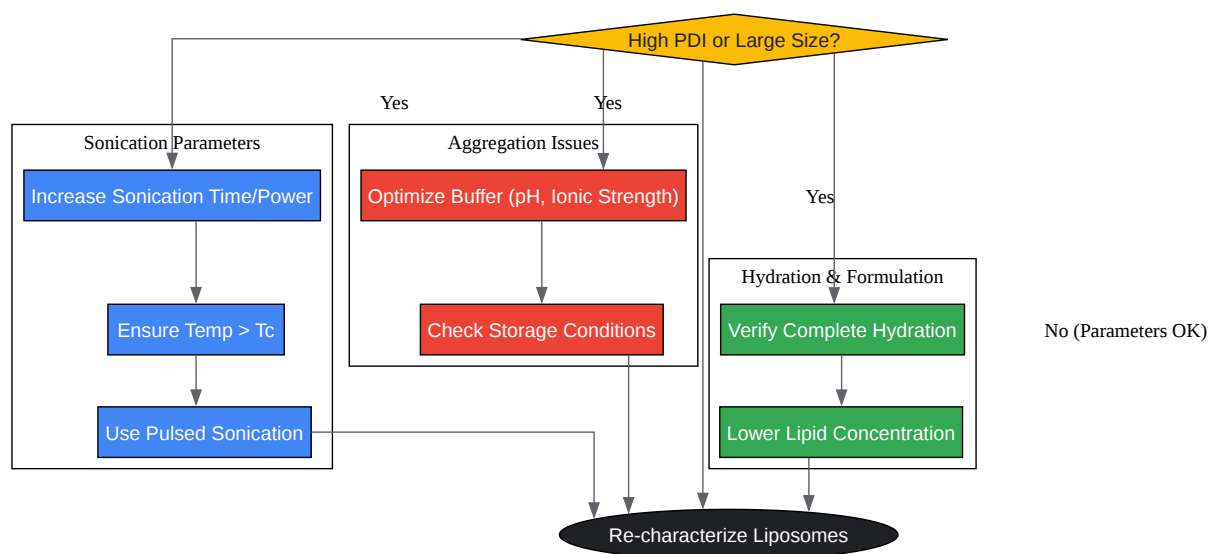 High PDI or Large Size?
Yes
Yes
Sonication Parameters
Aggregation Issues
Increase Sonication Time/Power
Optimize Buffer (pH, Ionic Strength)
Yes
Hydration & Formulation
Ensure Temp > Tc
Check Storage Conditions
Verify Complete Hydration
No (Parameters OK)
Use Pulsed Sonication
Lower Lipid Concentration
Re-characterize Liposomes